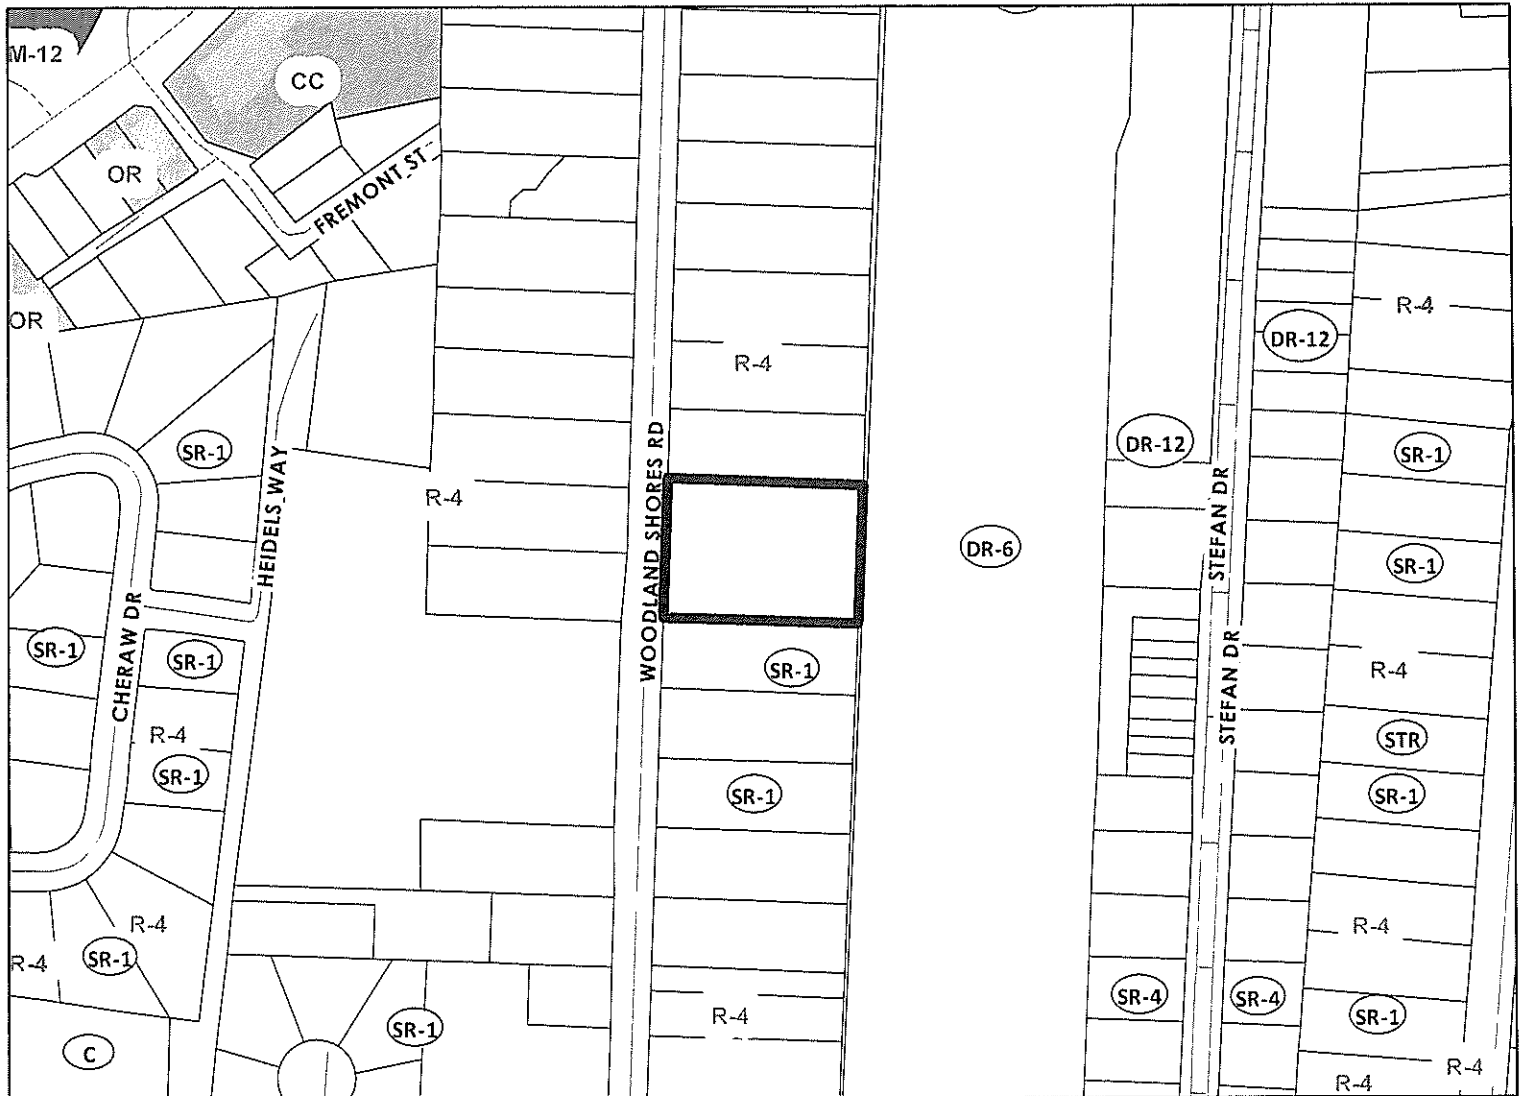 M-12
CC
OR
FREMONT ST
OR
R-4
DR-12
R-4
SR-1
DR-12
SR-1
R-4
HEIDELS WAY
WOODLAND SHORES RD
STEFAN DR
DR-6
SR-1
CHERAW DR
SR-1
SR-1
SR-1
STEFAN DR
R-4
R-4
STR
SR-1
SR-1
SR-1
R-4
R-4
SR-1
R-4
SR-4
SR-4
SR-1
R-4
SR-1
C
R-4
R-4